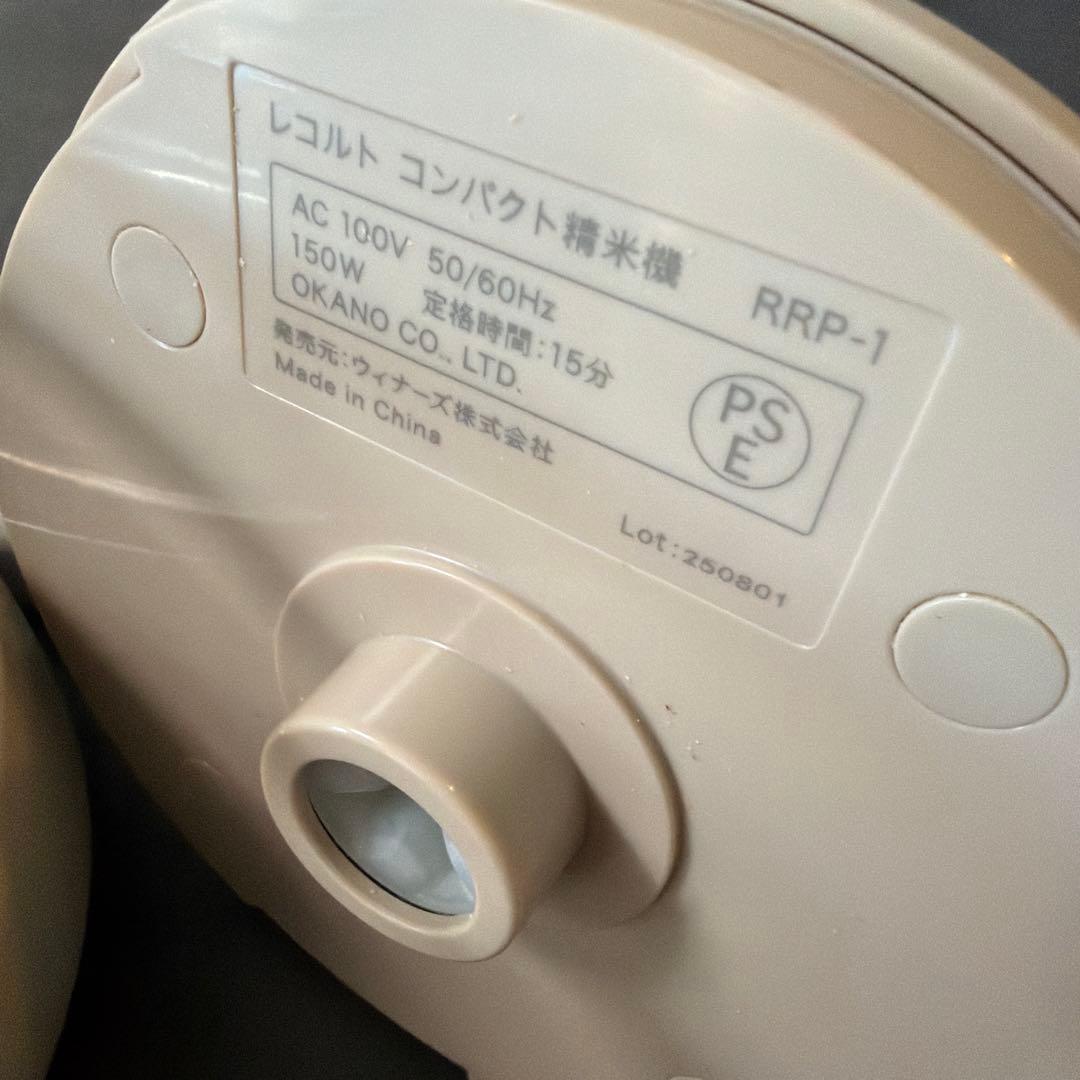 レコルト コンパクト精米機 RRP-1
AC 100V 50/60Hz
150W 定格時間:15分
OKANO CO., LTD.
PS
E
発売元:ウィナーズ株式会社
Made in China
Lot:250801